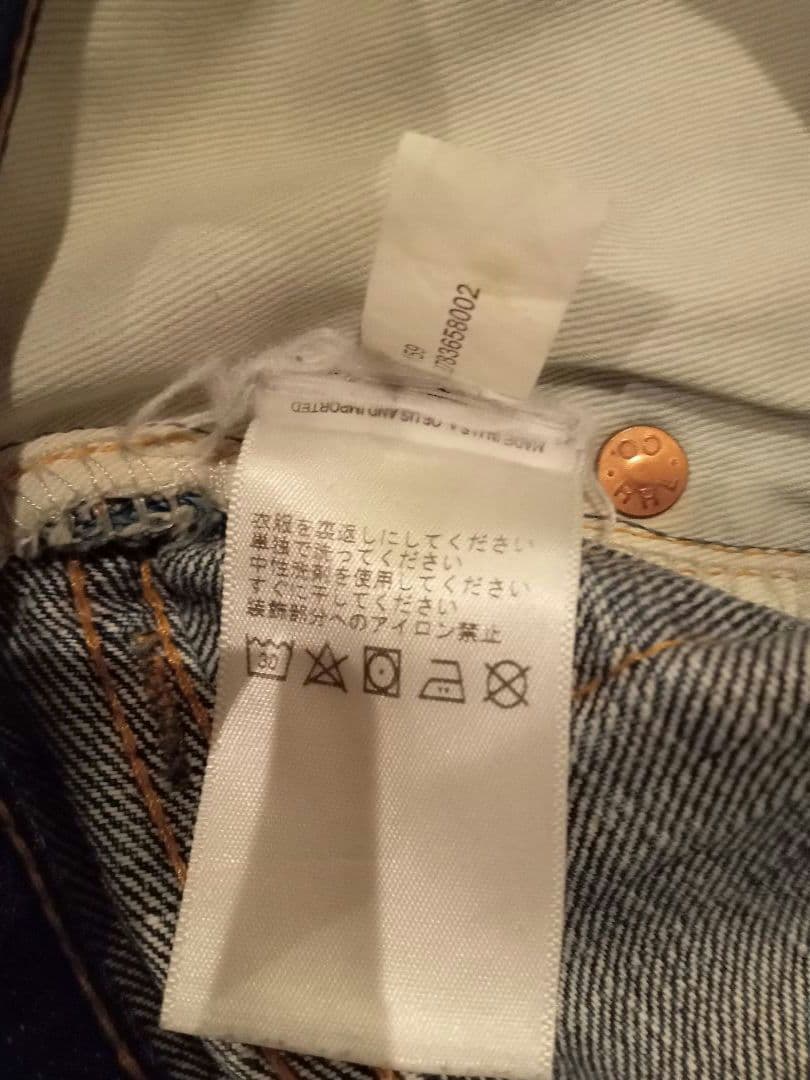 783658002
MADE IN U.S.A. OF US AND IMPORTED
RRL CO.
衣服を裏返しにしてください
単独で洗ってください
中性洗剤を使用してください
すぐに干してください
装飾部分へのアイロン禁止
30